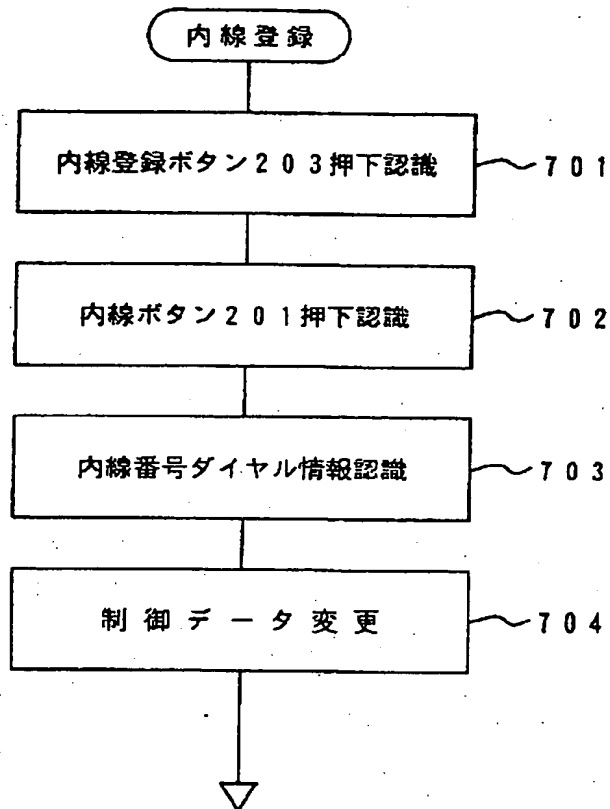 内線登録
内線登録ボタン203押下認識 701
内線ボタン201押下認識 702
内線番号ダイヤル情報認識 703
制御データ変更 704